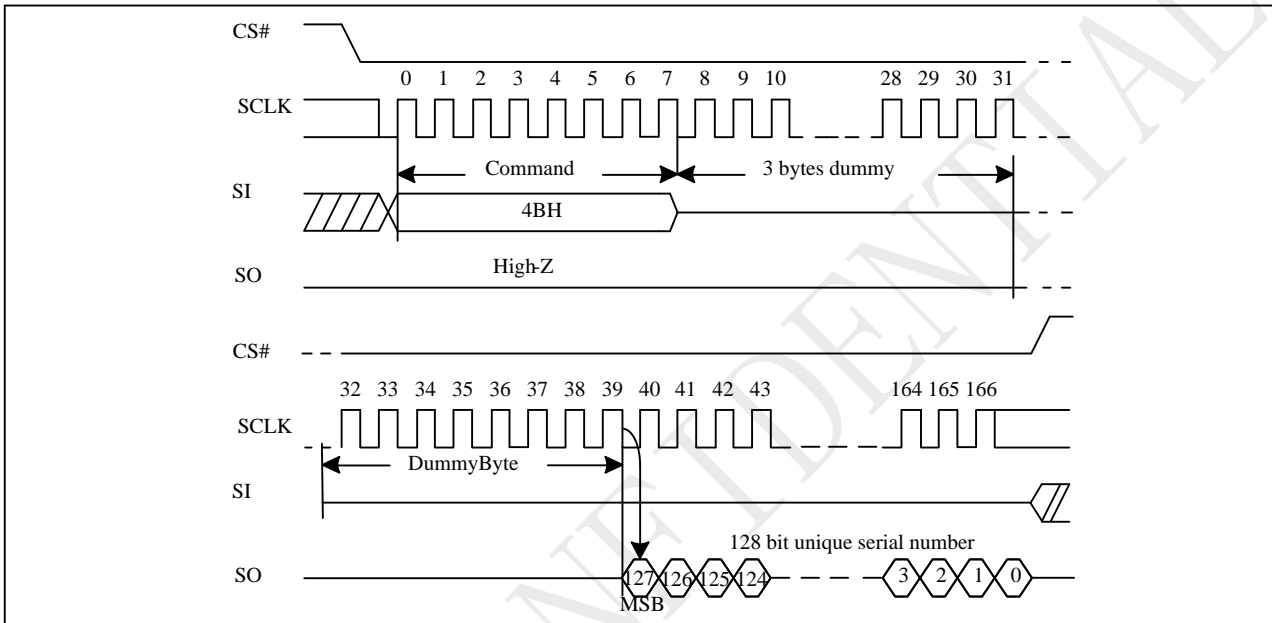 CS#
0 1 2 3 4 5 6 7 8 9 10 28 29 30 31
SCLK
Command 3 bytes dummy
SI
4BH
High-Z
SO
CS#
32 33 34 35 36 37 38 39 40 41 42 43 164 165 166
SCLK
DummyByte
SI
128 bit unique serial number
SO 127 126 125 124 3 2 1 0
MSB